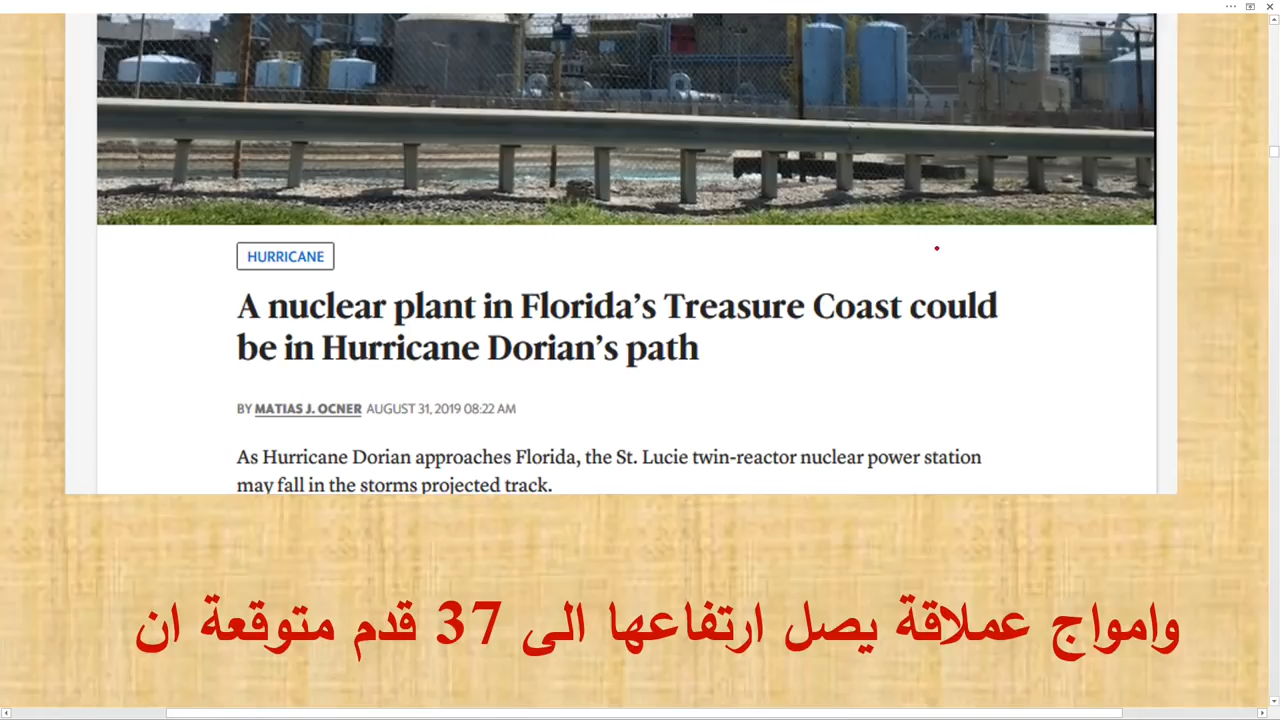 HURRICANE
A nuclear plant in Florida’s Treasure Coast could
be in Hurricane Dorian’s path
BY MATIAS J. OCNER AUGUST 31, 2019 08:22 AM
As Hurricane Dorian approaches Florida, the St. Lucie twin-reactor nuclear power station
may fall in the storms projected track.
وامواج عملاقة يصل ارتفاعها الى 37 قدم متوقعة ان